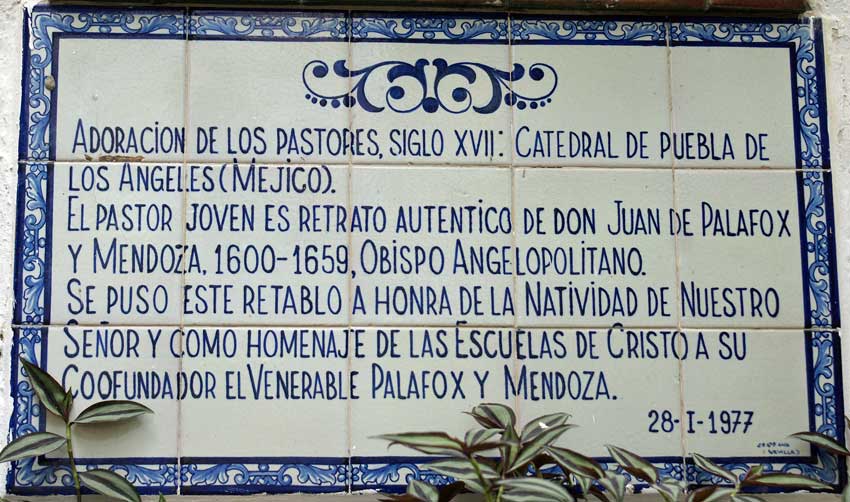 ADORACION DE LOS PASTORES, SIGLO XVII: CATEDRAL DE PUEBLA DE
LOS ANGELES (MEJICO).
EL PASTOR JOVEN ES RETRATO AUTENTICO DE DON JUAN DE PALAFOX
Y MENDOZA, 1600-1659, OBISPO ANGELOPOLITANO.
SE PUSO ESTE RETABLO A HONRA DE LA NATIVIDAD DE NUESTRO
SEÑOR Y COMO HOMENAJE DE LAS ESCUELAS DE CRISTO A SU
COOFUNDADOR EL VENERABLE PALAFOX Y MENDOZA.
28-I-1977
SEVILLA